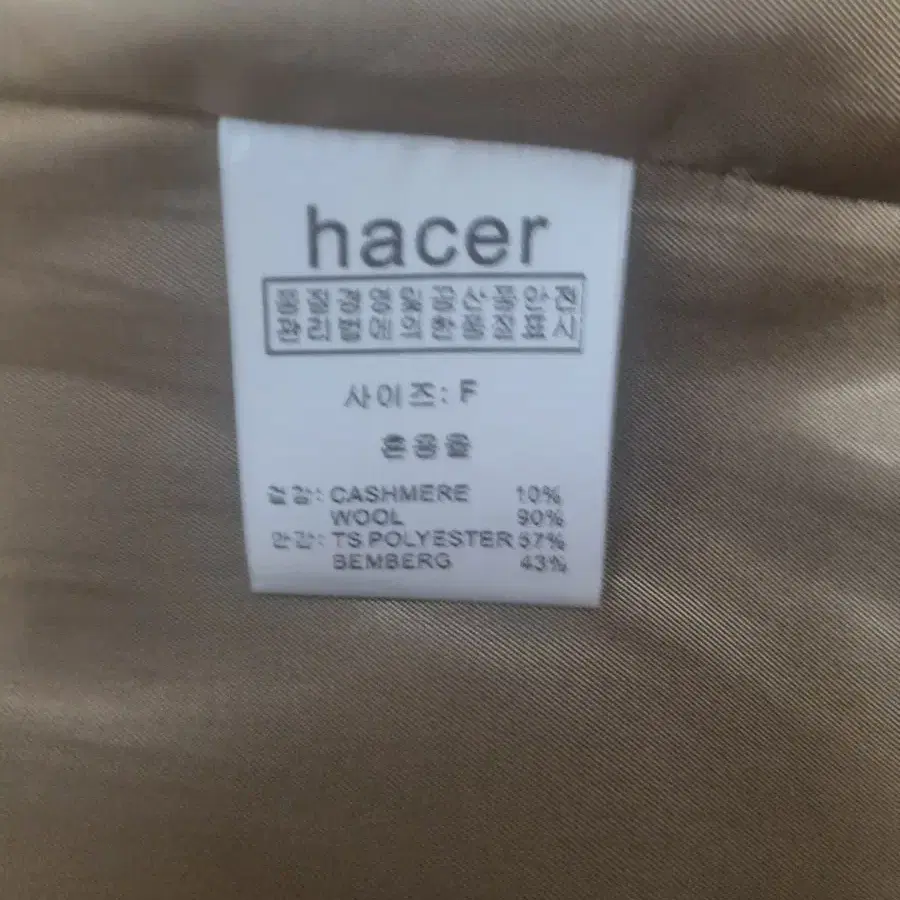 hacer
품질경영및공산품안전
관리법에의한품질표시
사이즈: F
혼용율
겉감: CASHMERE 10%
WOOL 90%
안감: TS.POLYESTER 57%
BEMBERG 43%